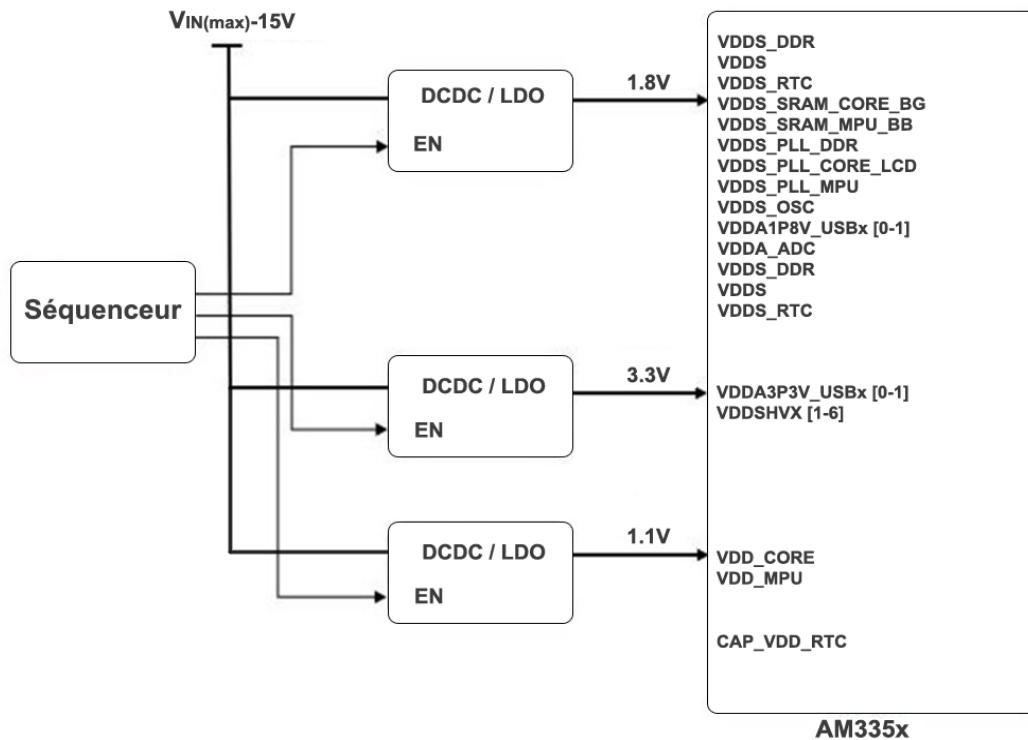 VIN(max)-15V
DCDC / LDO
EN
1.8V
VDDS_DDR
VDDS
VDDS_RTC
VDDS_SRAM_CORE_BG
VDDS_SRAM_MPU_BB
VDDS_PLL_DDR
VDDS_PLL_CORE_LCD
VDDS_PLL_MPU
VDDS_OSC
VDDA1P8V_USBx [0-1]
VDDA_ADC
VDDS_DDR
VDDS
VDDS_RTC
Séquenceur
DCDC / LDO
EN
3.3V
VDDA3P3V_USBx [0-1]
VDDSHVX [1-6]
DCDC / LDO
EN
1.1V
VDD_CORE
VDD_MPU
CAP_VDD_RTC
AM335x